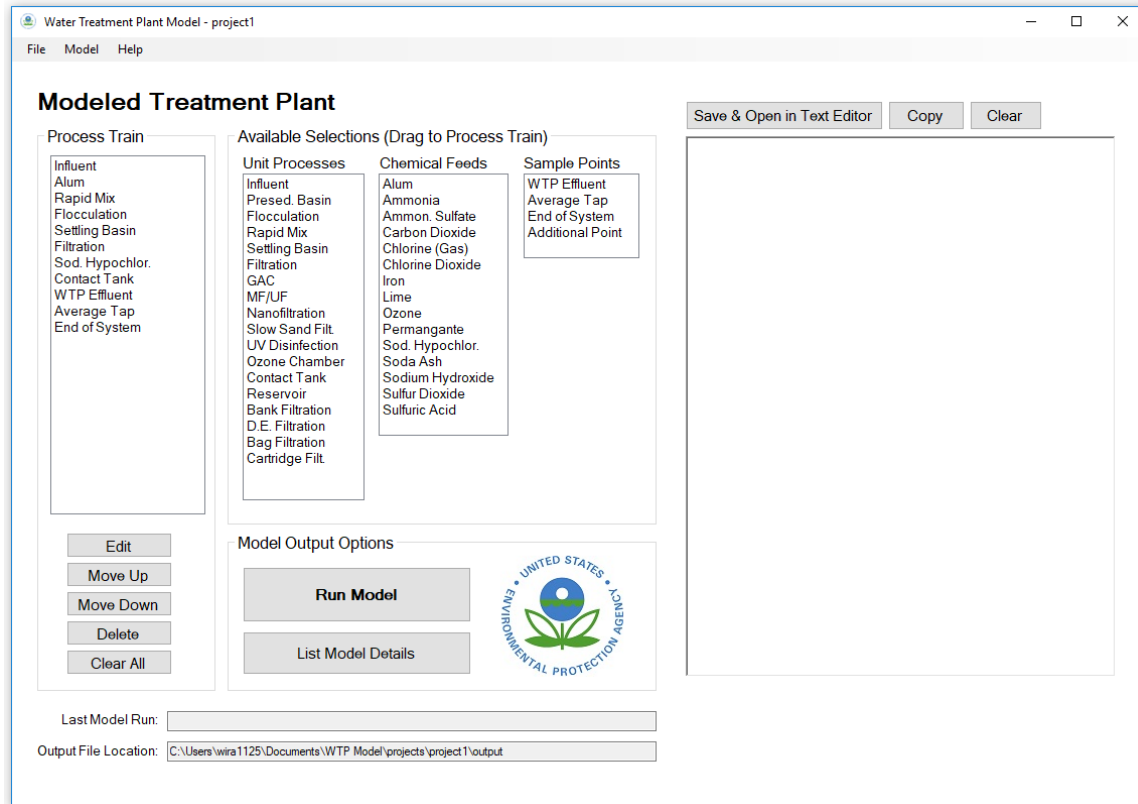 Water Treatment Plant Model - project1
File Model Help
Modeled Treatment Plant
Process Train
Influent
Alum
Rapid Mix
Flocculation
Settling Basin
Filtration
Sod. Hypochlor.
Contact Tank
WTP Effluent
Average Tap
End of System
Edit
Move Up
Move Down
Delete
Clear All
Available Selections (Drag to Process Train)
Unit Processes
Influent
Presed. Basin
Flocculation
Rapid Mix
Settling Basin
Filtration
GAC
MF/UF
Nanofiltration
Slow Sand Filt.
UV Disinfection
Ozone Chamber
Contact Tank
Reservoir
Bank Filtration
D.E. Filtration
Bag Filtration
Cartridge Filt.
Chemical Feeds
Alum
Ammonia
Ammon. Sulfate
Carbon Dioxide
Chlorine (Gas)
Chlorine Dioxide
Iron
Lime
Ozone
Permangante
Sod. Hypochlor.
Soda Ash
Sodium Hydroxide
Sulfur Dioxide
Sulfuric Acid
Sample Points
WTP Effluent
Average Tap
End of System
Additional Point
Model Output Options
Run Model
List Model Details
UNITED STATES
ENVIRONMENTAL PROTECTION AGENCY
Save & Open in Text Editor
Copy
Clear
Last Model Run:
Output File Location: C:\Users\wira1125\Documents\WTP Model\projects\project1\output